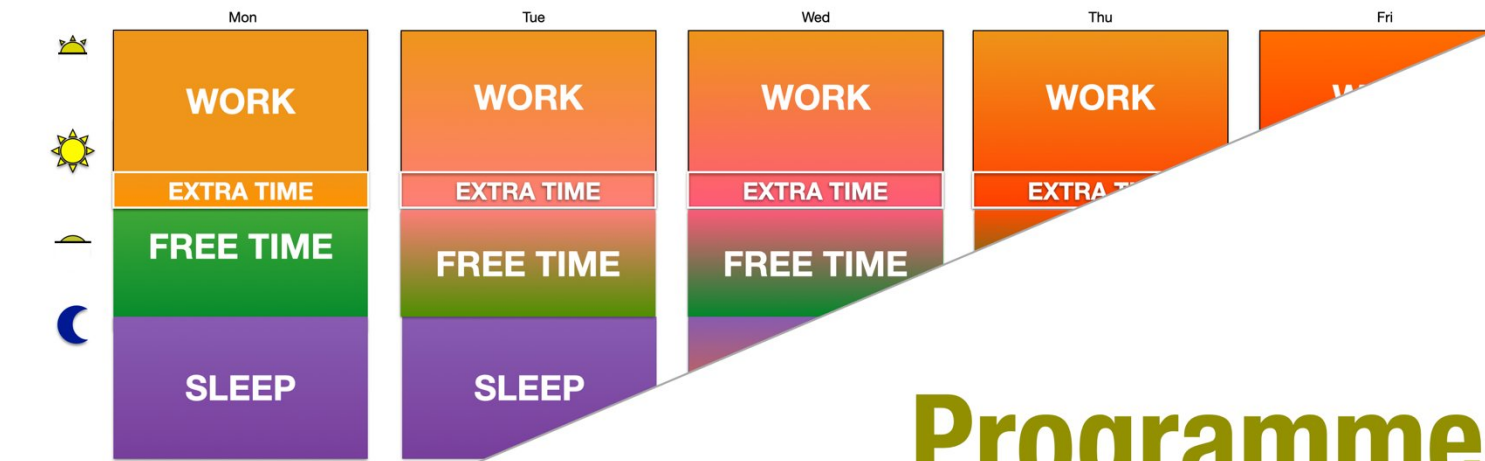 Mon Tue Wed Thu Fri
WORK WORK WORK WORK
EXTRA TIME EXTRA TIME EXTRA TIME EXTRA
FREE TIME FREE TIME FREE TIME
SLEEP SLEEP
Programme